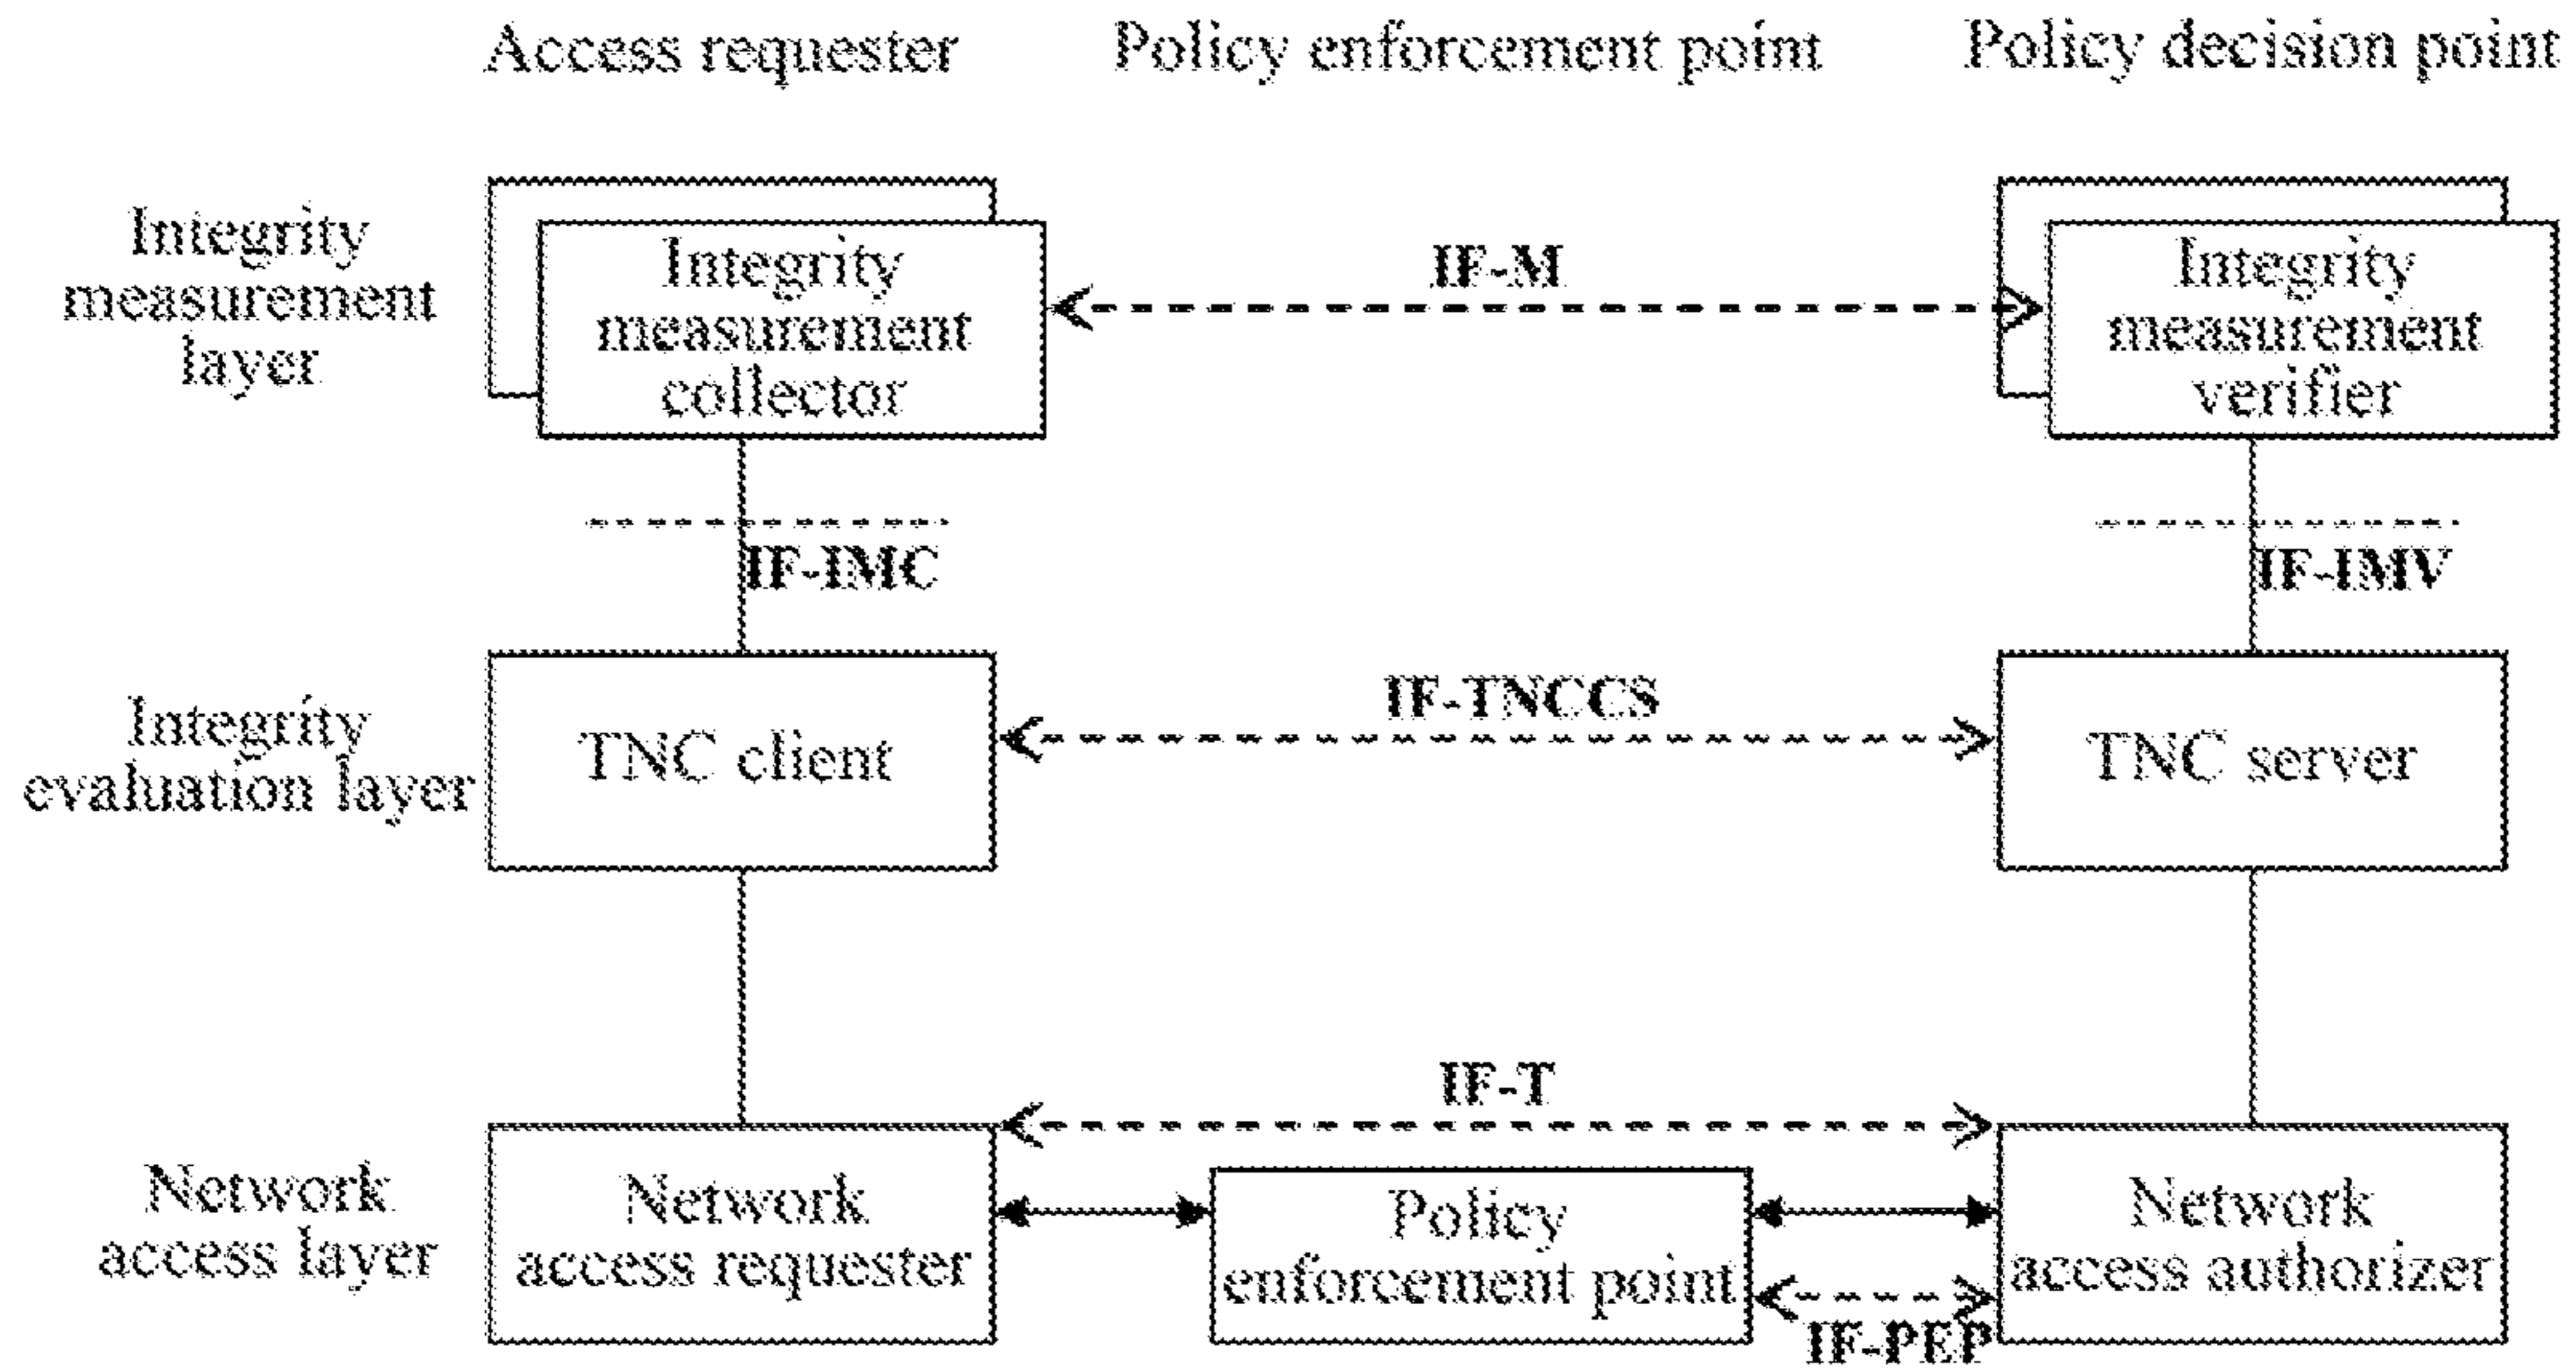 Access requester
Policy enforcement point
Policy decision point
Integrity
measurement
layer
Integrity
measurement
collector
IF-M
Integrity
measurement
verifier
IF-IMC
IF-IMV
Integrity
evaluation layer
TNC client
IF-TNCCS
TNC server
IF-T
Network
access layer
Network
access requester
Policy
enforcement point
Network
access authorizer
IF-PEP